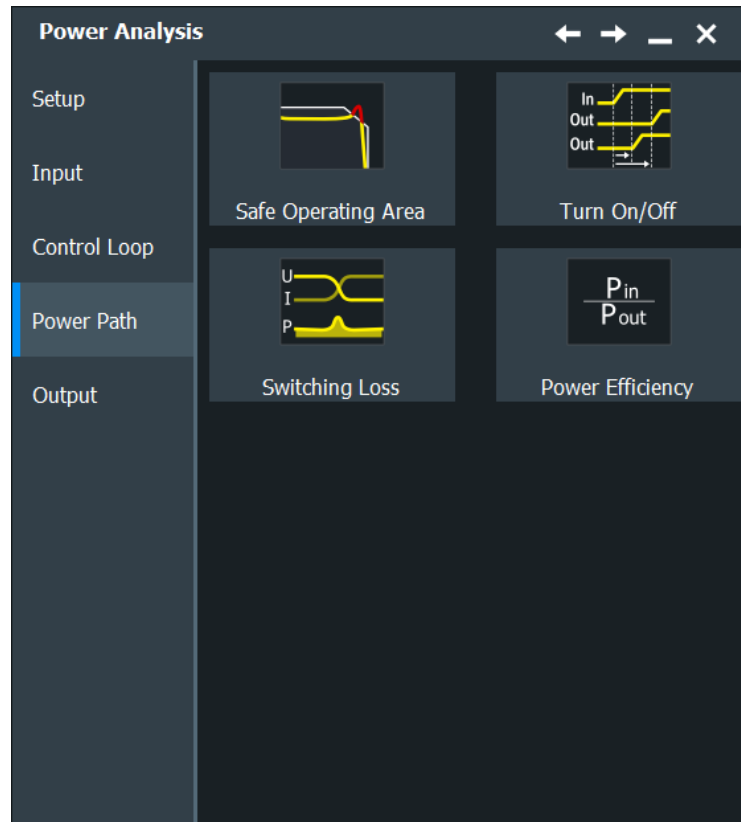 Power Analysis
Setup
Input
Control Loop
Power Path
Output
In
Out
Out
Safe Operating Area
Turn On/Off
U
I
P
Pin
Pout
Switching Loss
Power Efficiency